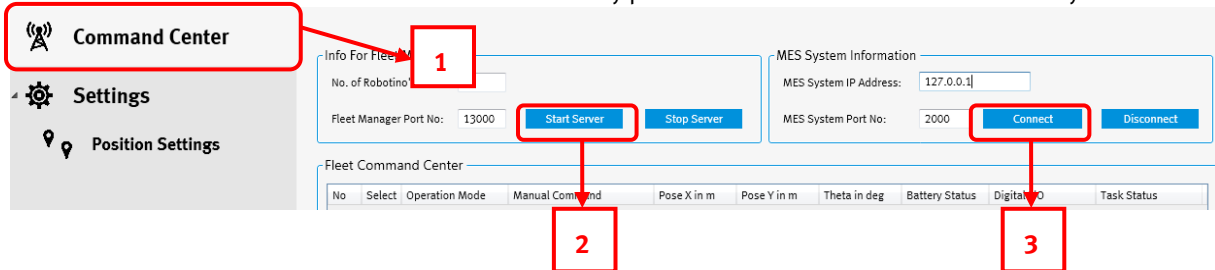 Command Center
Settings
Position Settings
1
Info For Fleet M
MES System Information
No. of Robotino'
MES System IP Address: 127.0.0.1
Fleet Manager Port No: 13000 Start Server Stop Server
MES System Port No: 2000 Connect Disconnect
Fleet Command Center
No Select Operation Mode Manual Command Pose X in m Pose Y in m Theta in deg Battery Status Digital I/O Task Status
2
3